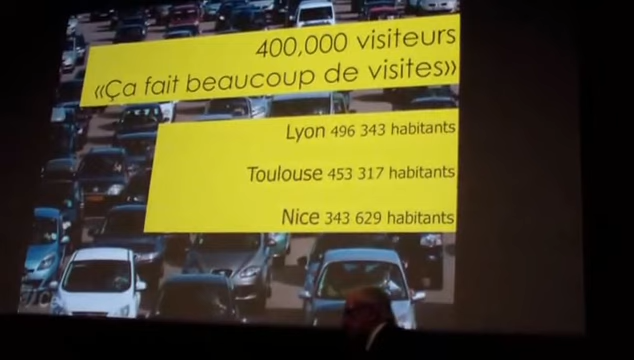 400,000 visiteurs
«Ça fait beaucoup de visites»
Lyon 496 343 habitants
Toulouse 453 317 habitants
Nice 343 629 habitants